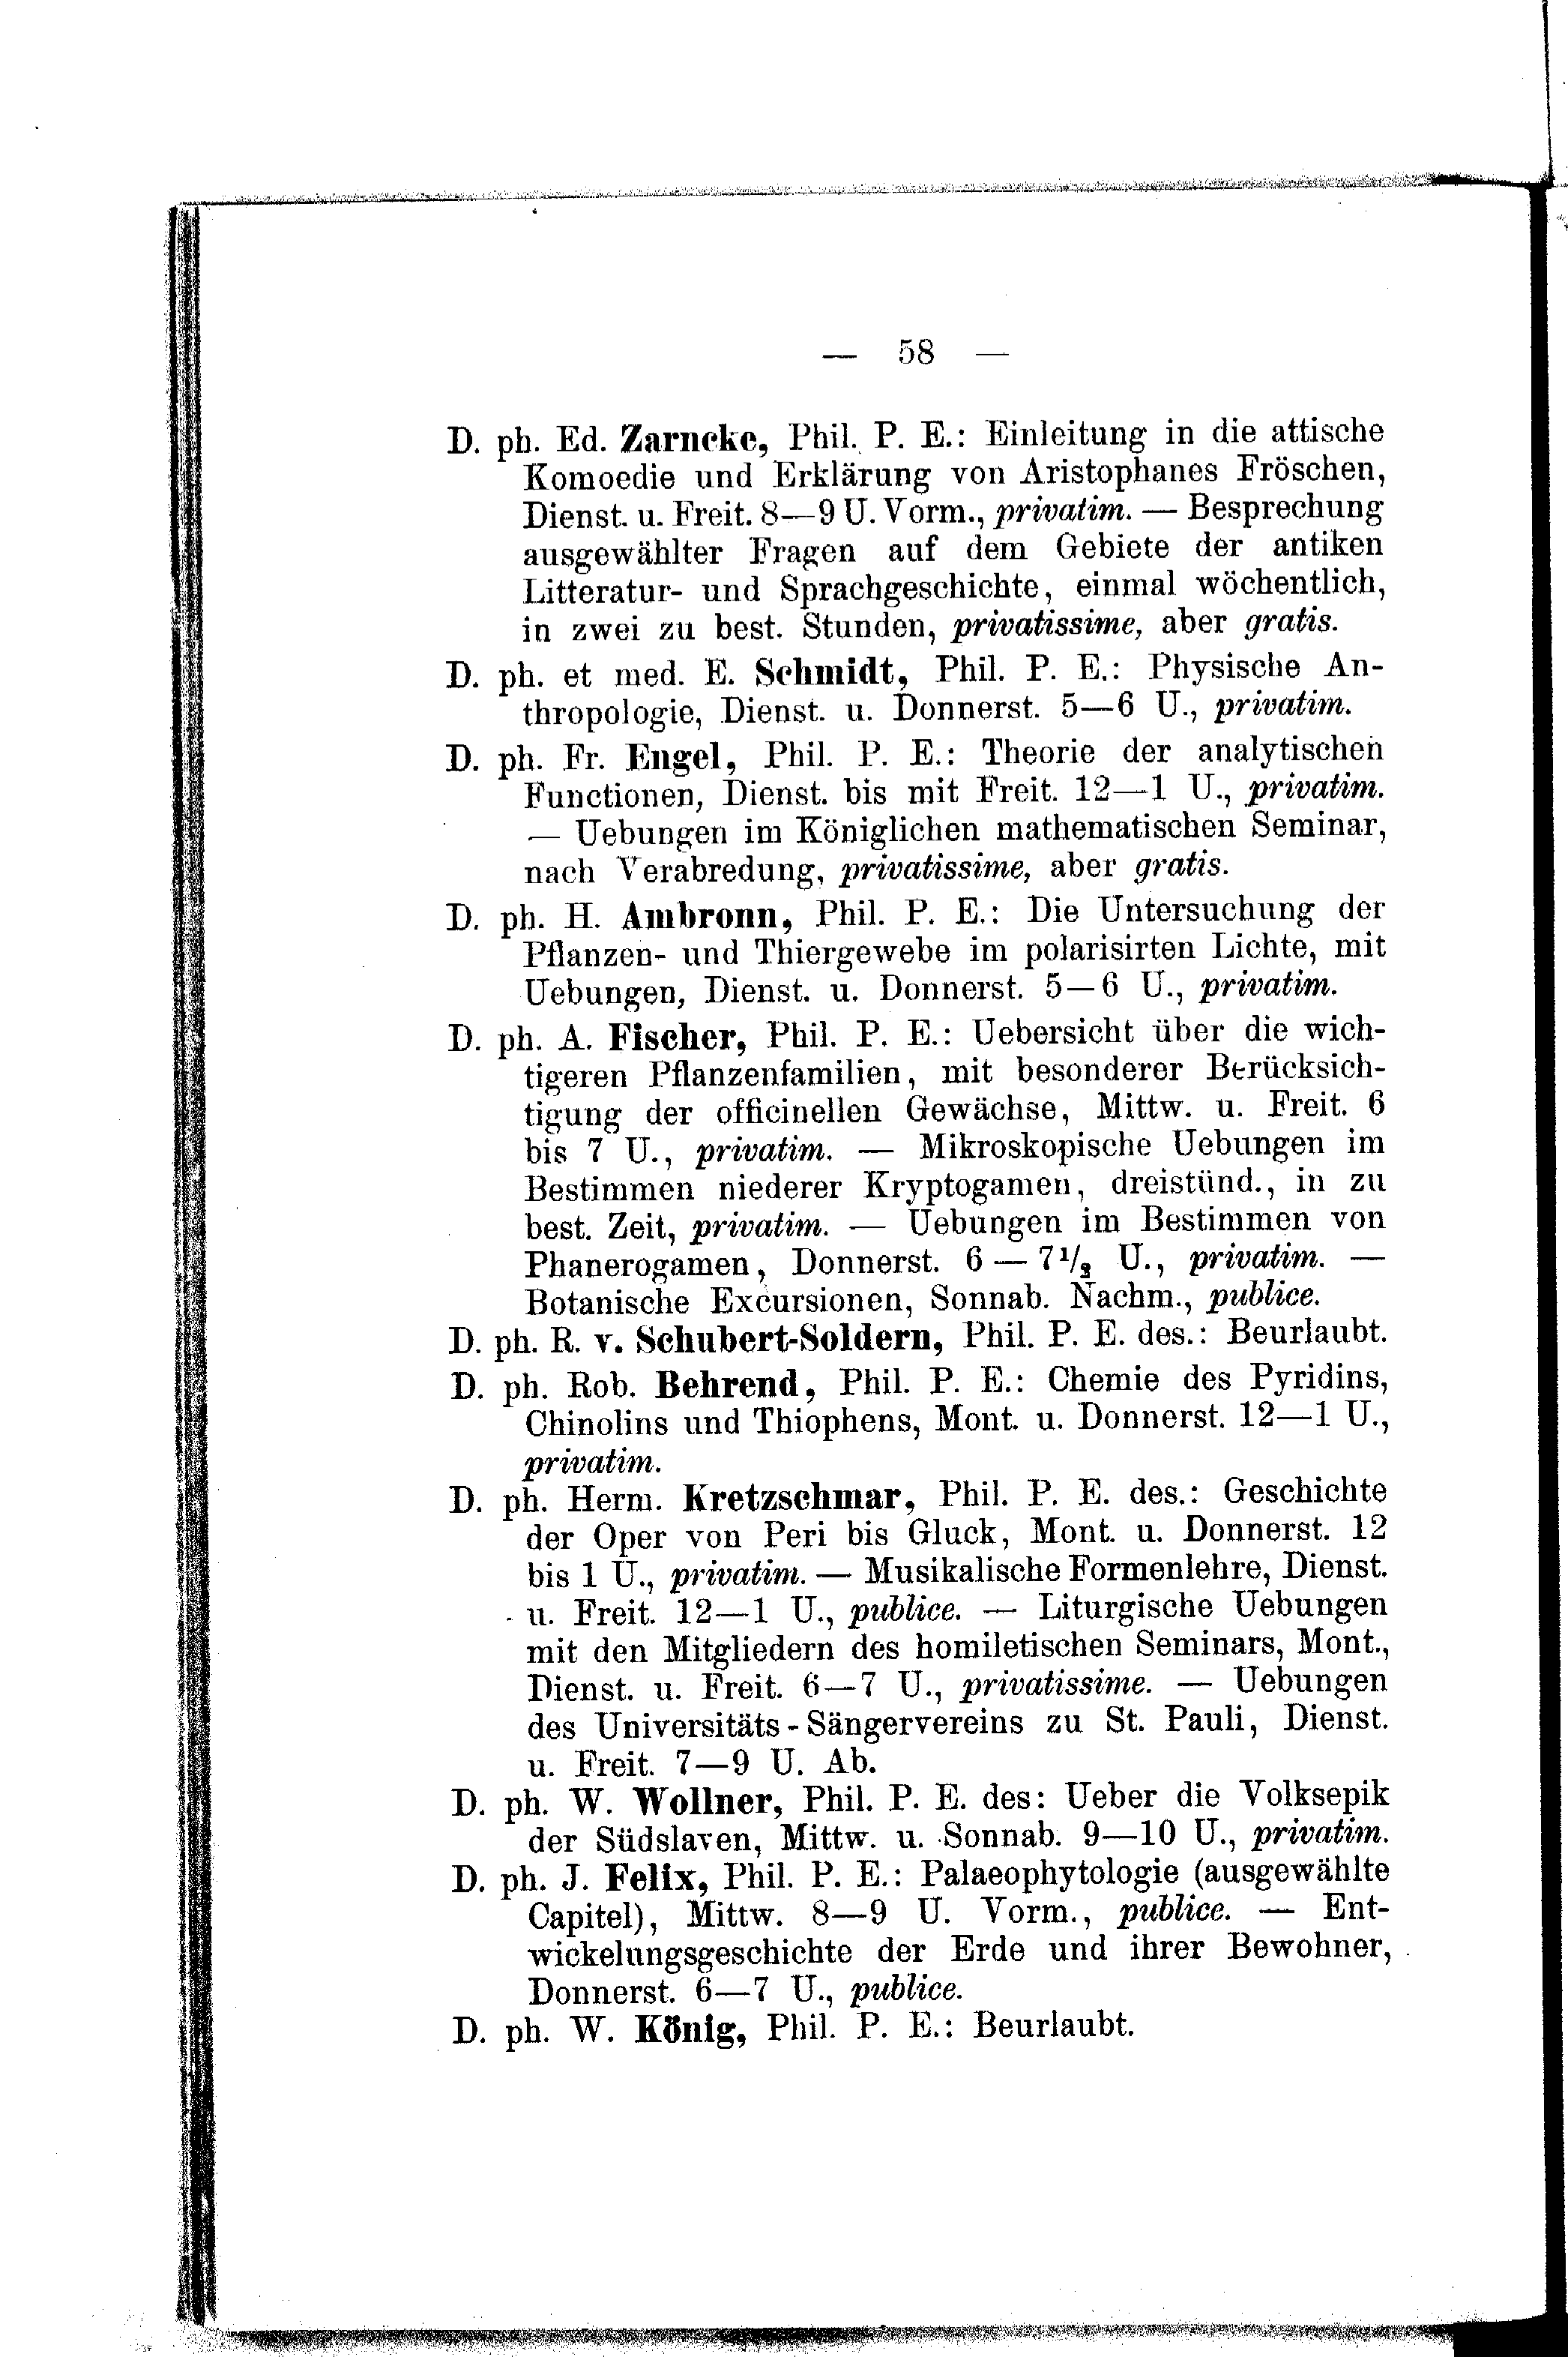 — 58 —
D. ph. Ed. Zarncke, Phil. P. E.: Einleitung in die attische
Komoedie und Erklärung von Aristophanes Fröschen,
Dienst. u. Freit. 8—9 U. Vorm., privatim. — Besprechung
ausgewählter Fragen auf dem Gebiete der antiken
Litteratur- und Sprachgeschichte, einmal wöchentlich,
in zwei zu best. Stunden, privatissime, aber gratis.
D. ph. et med. E. Schmidt, Phil. P. E.: Physische An-
thropologie, Dienst. u. Donnerst. 5—6 U., privatim.
D. ph. Fr. Engel, Phil. P. E.: Theorie der analytischen
Functionen, Dienst. bis mit Freit. 12—1 U., privatim.
— Uebungen im Königlichen mathematischen Seminar,
nach Verabredung, privatissime, aber gratis.
D. ph. H. Ambronn, Phil. P. E.: Die Untersuchung der
Pflanzen- und Thiergewebe im polarisirten Lichte, mit
Uebungen, Dienst. u. Donnerst. 5—6 U., privatim.
D. ph. A. Fischer, Phil. P. E.: Uebersicht über die wich-
tigeren Pflanzenfamilien, mit besonderer Berücksich-
tigung der officinellen Gewächse, Mittw. u. Freit. 6
bis 7 U., privatim. — Mikroskopische Uebungen im
Bestimmen niederer Kryptogamen, dreistünd., in zu
best. Zeit, privatim. — Uebungen im Bestimmen von
Phanerogamen, Donnerst. 6—7½ U., privatim. —
Botanische Excursionen, Sonnab. Nachm., publice.
D. ph. R. v. Schubert-Soldern, Phil. P. E. des.: Beurlaubt.
D. ph. Rob. Behrend, Phil. P. E.: Chemie des Pyridins,
Chinolins und Thiophens, Mont. u. Donnerst. 12—1 U.,
privatim.
D. ph. Herm. Kretzschmar, Phil. P. E. des.: Geschichte
der Oper von Peri bis Gluck, Mont. u. Donnerst. 12
bis 1 U., privatim. — Musikalische Formenlehre, Dienst.
u. Freit. 12—1 U., publice. — Liturgische Uebungen
mit den Mitgliedern des homiletischen Seminars, Mont.,
Dienst. u. Freit. 6—7 U., privatissime. — Uebungen
des Universitäts-Sängervereins zu St. Pauli, Dienst.
u. Freit. 7—9 U. Ab.
D. ph. W. Wollner, Phil. P. E. des: Ueber die Volksepik
der Südslaven, Mittw. u. Sonnab. 9—10 U., privatim.
D. ph. J. Felix, Phil. P. E.: Palaeophytologie (ausgewählte
Capitel), Mittw. 8—9 U. Vorm., publice. — Ent-
wickelungsgeschichte der Erde und ihrer Bewohner,
Donnerst. 6—7 U., publice.
D. ph. W. König, Phil. P. E.: Beurlaubt.